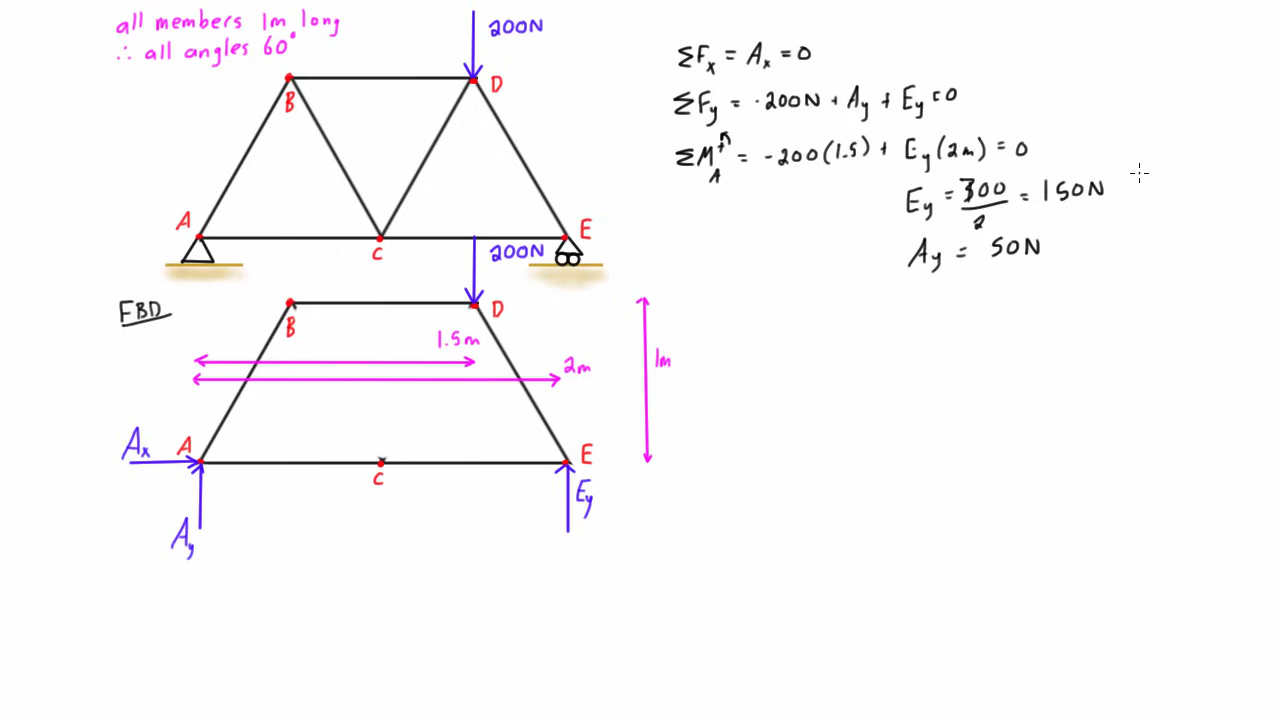 all members 1m long
∴ all angles 60°
200N
B
D
A
C
E
200N
FBD
B
D
1.5m
2m
1m
Ax
A
C
E
Ay
Ey
ΣFx = Ax = 0
ΣFy = -200N + Ay + Ey = 0
ΣMA+ = -200(1.5) + Ey(2m) = 0
Ey = 300/2 = 150N
Ay = 50N